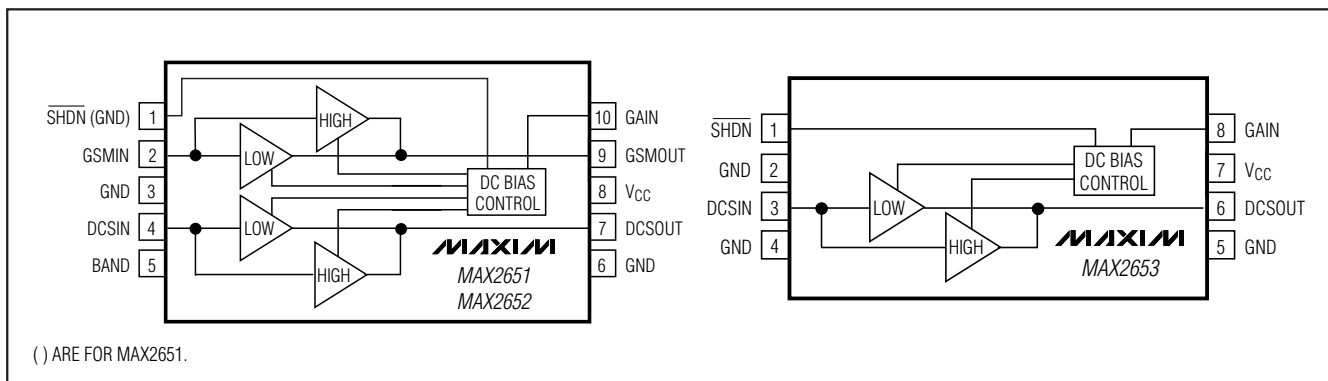 SHDN (GND) 1
GSMIN 2
GND 3
DCSIN 4
BAND 5
HIGH
LOW
LOW
HIGH
DC BIAS
CONTROL
MAXIM
MAX2651
MAX2652
10 GAIN
9 GSMOUT
8 VCC
7 DCSOUT
6 GND
SHDN 1
GND 2
DCSIN 3
GND 4
LOW
HIGH
DC BIAS
CONTROL
MAXIM
MAX2653
8 GAIN
7 VCC
6 DCSOUT
5 GND
( ) ARE FOR MAX2651.